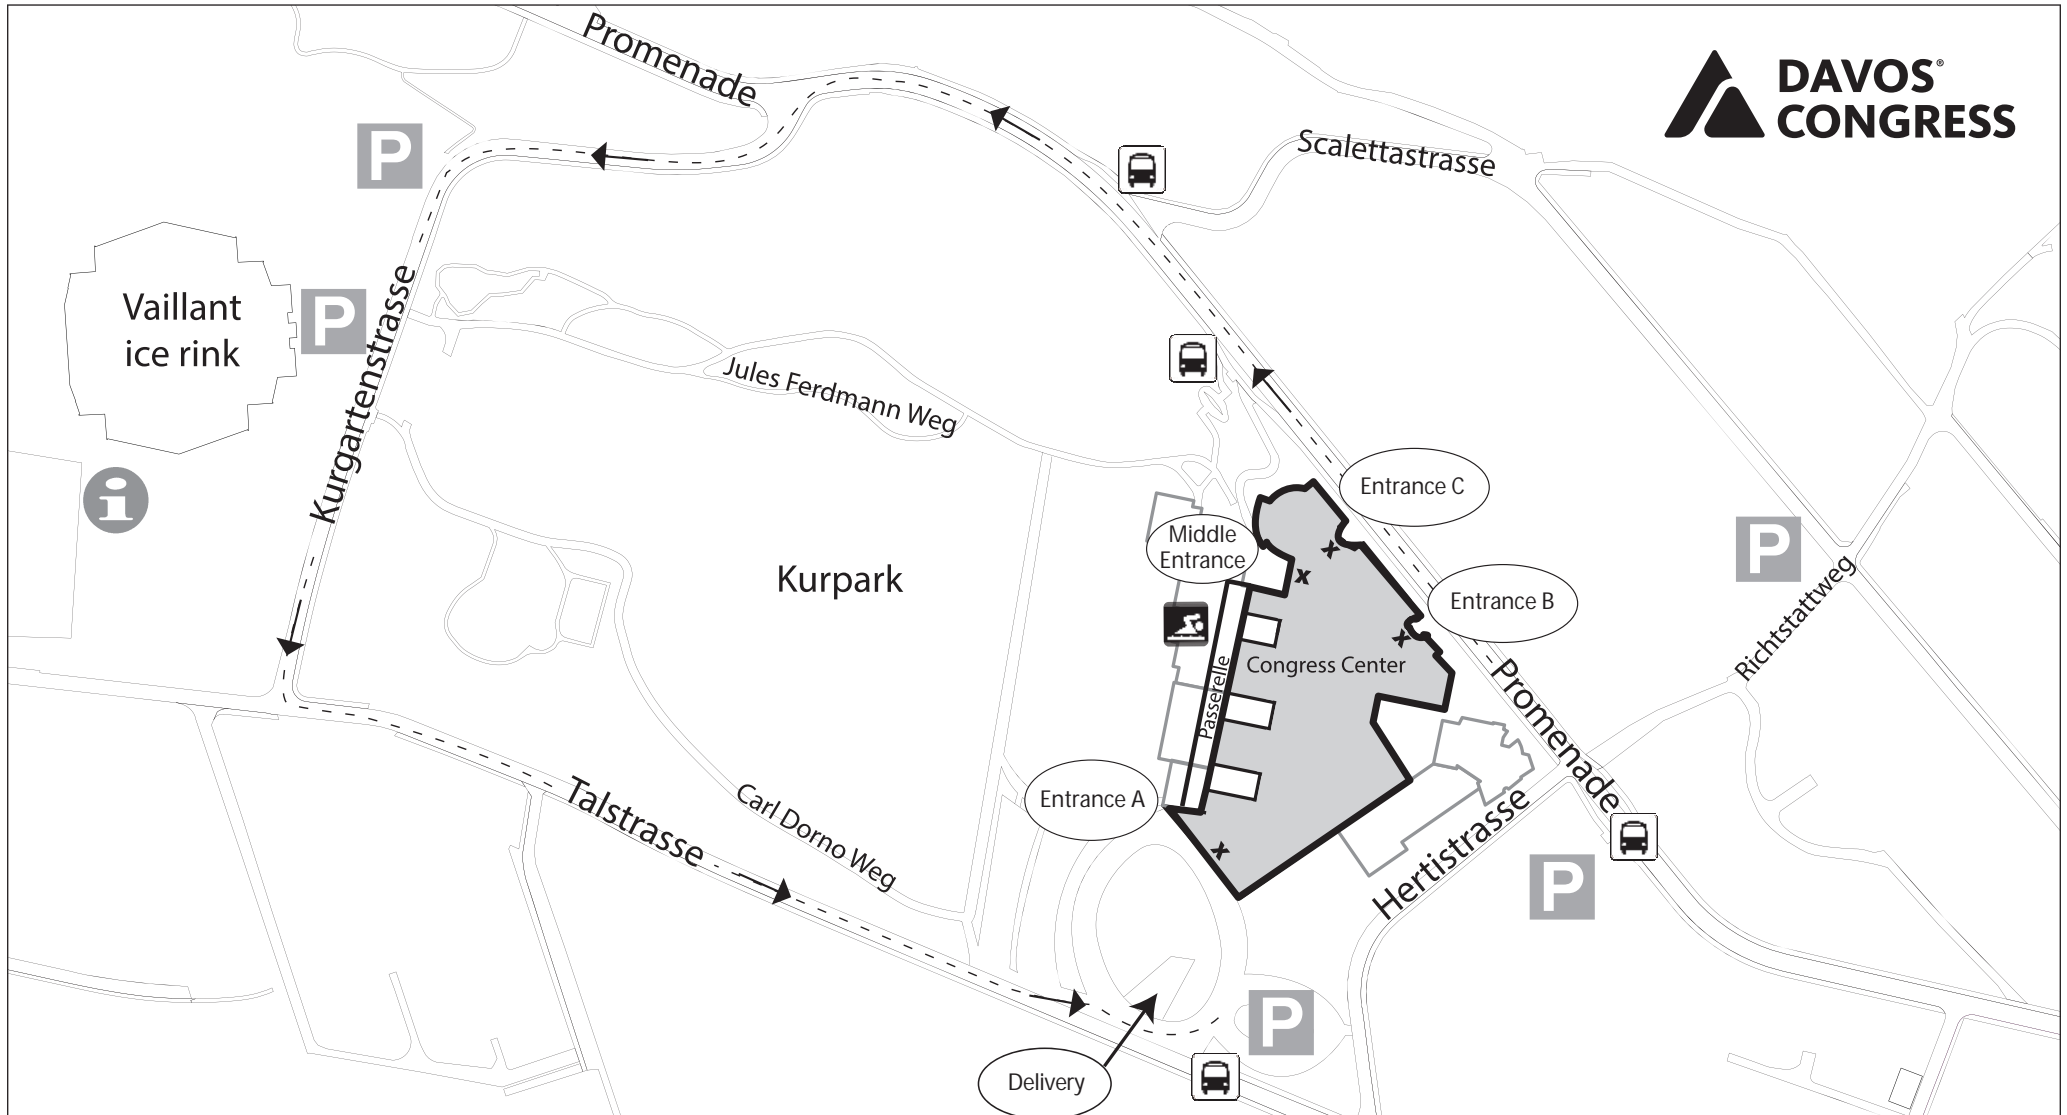 Promenade
DAVOS®
CONGRESS
Scalettastrasse
P
Vaillant
ice rink
P
Kurgartenstrasse
Jules Ferdmann Weg
i
Entrance C
Middle
Entrance
x
x
P
Kurpark
Entrance B
x
Richtstattweg
Congress Center
Passerelle
Promenade
Entrance A
Talstrasse
Carl Dorno Weg
x
Hertistrasse
P
P
Delivery